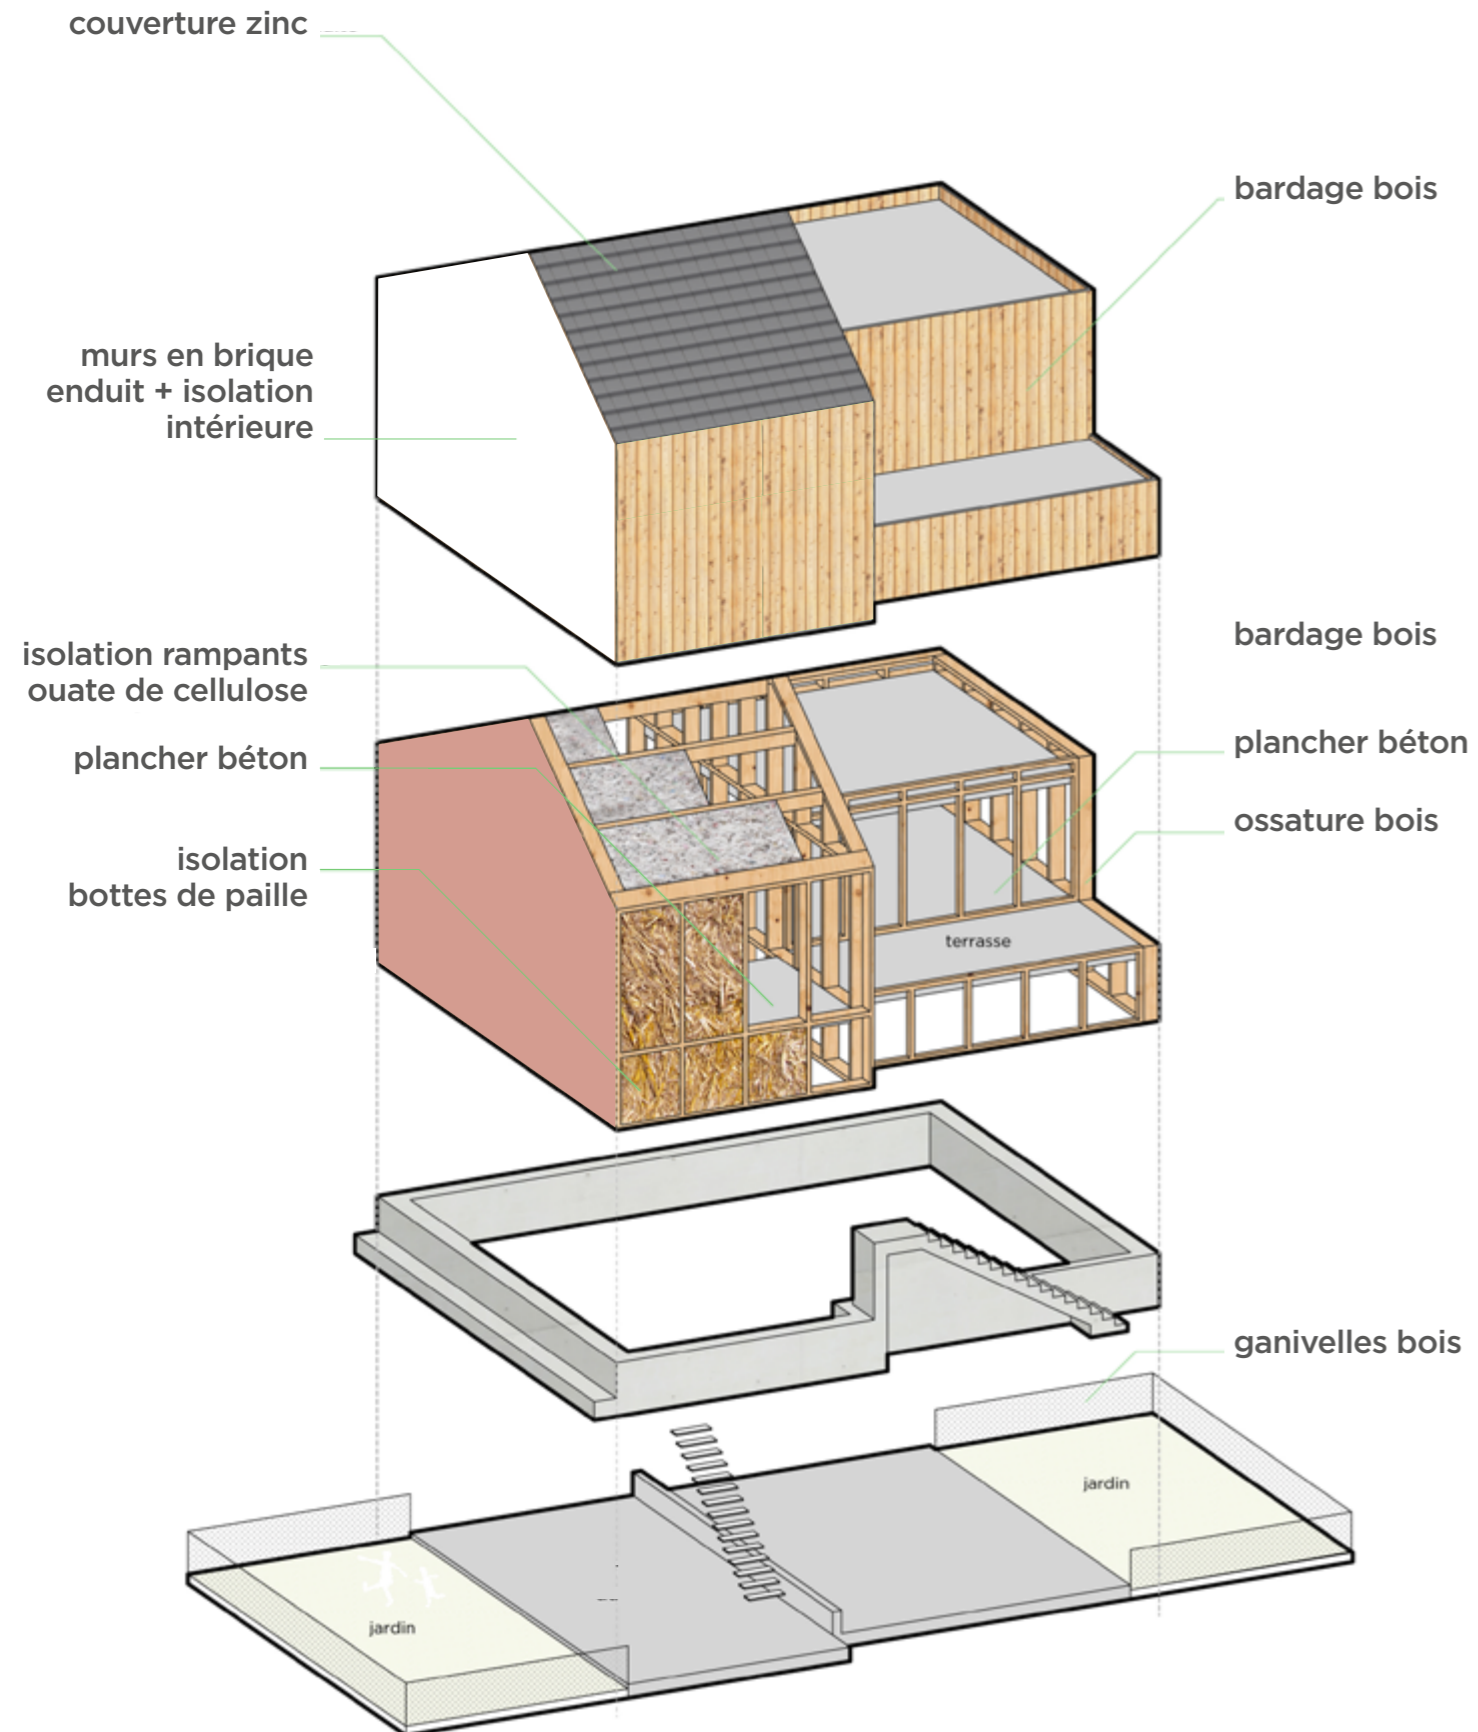 couverture zinc
bardage bois
murs en brique
enduit + isolation
intérieure
bardage bois
isolation rampants
ouate de cellulose
plancher béton
plancher béton
ossature bois
isolation
bottes de paille
terrasse
ganivelles bois
jardin
jardin